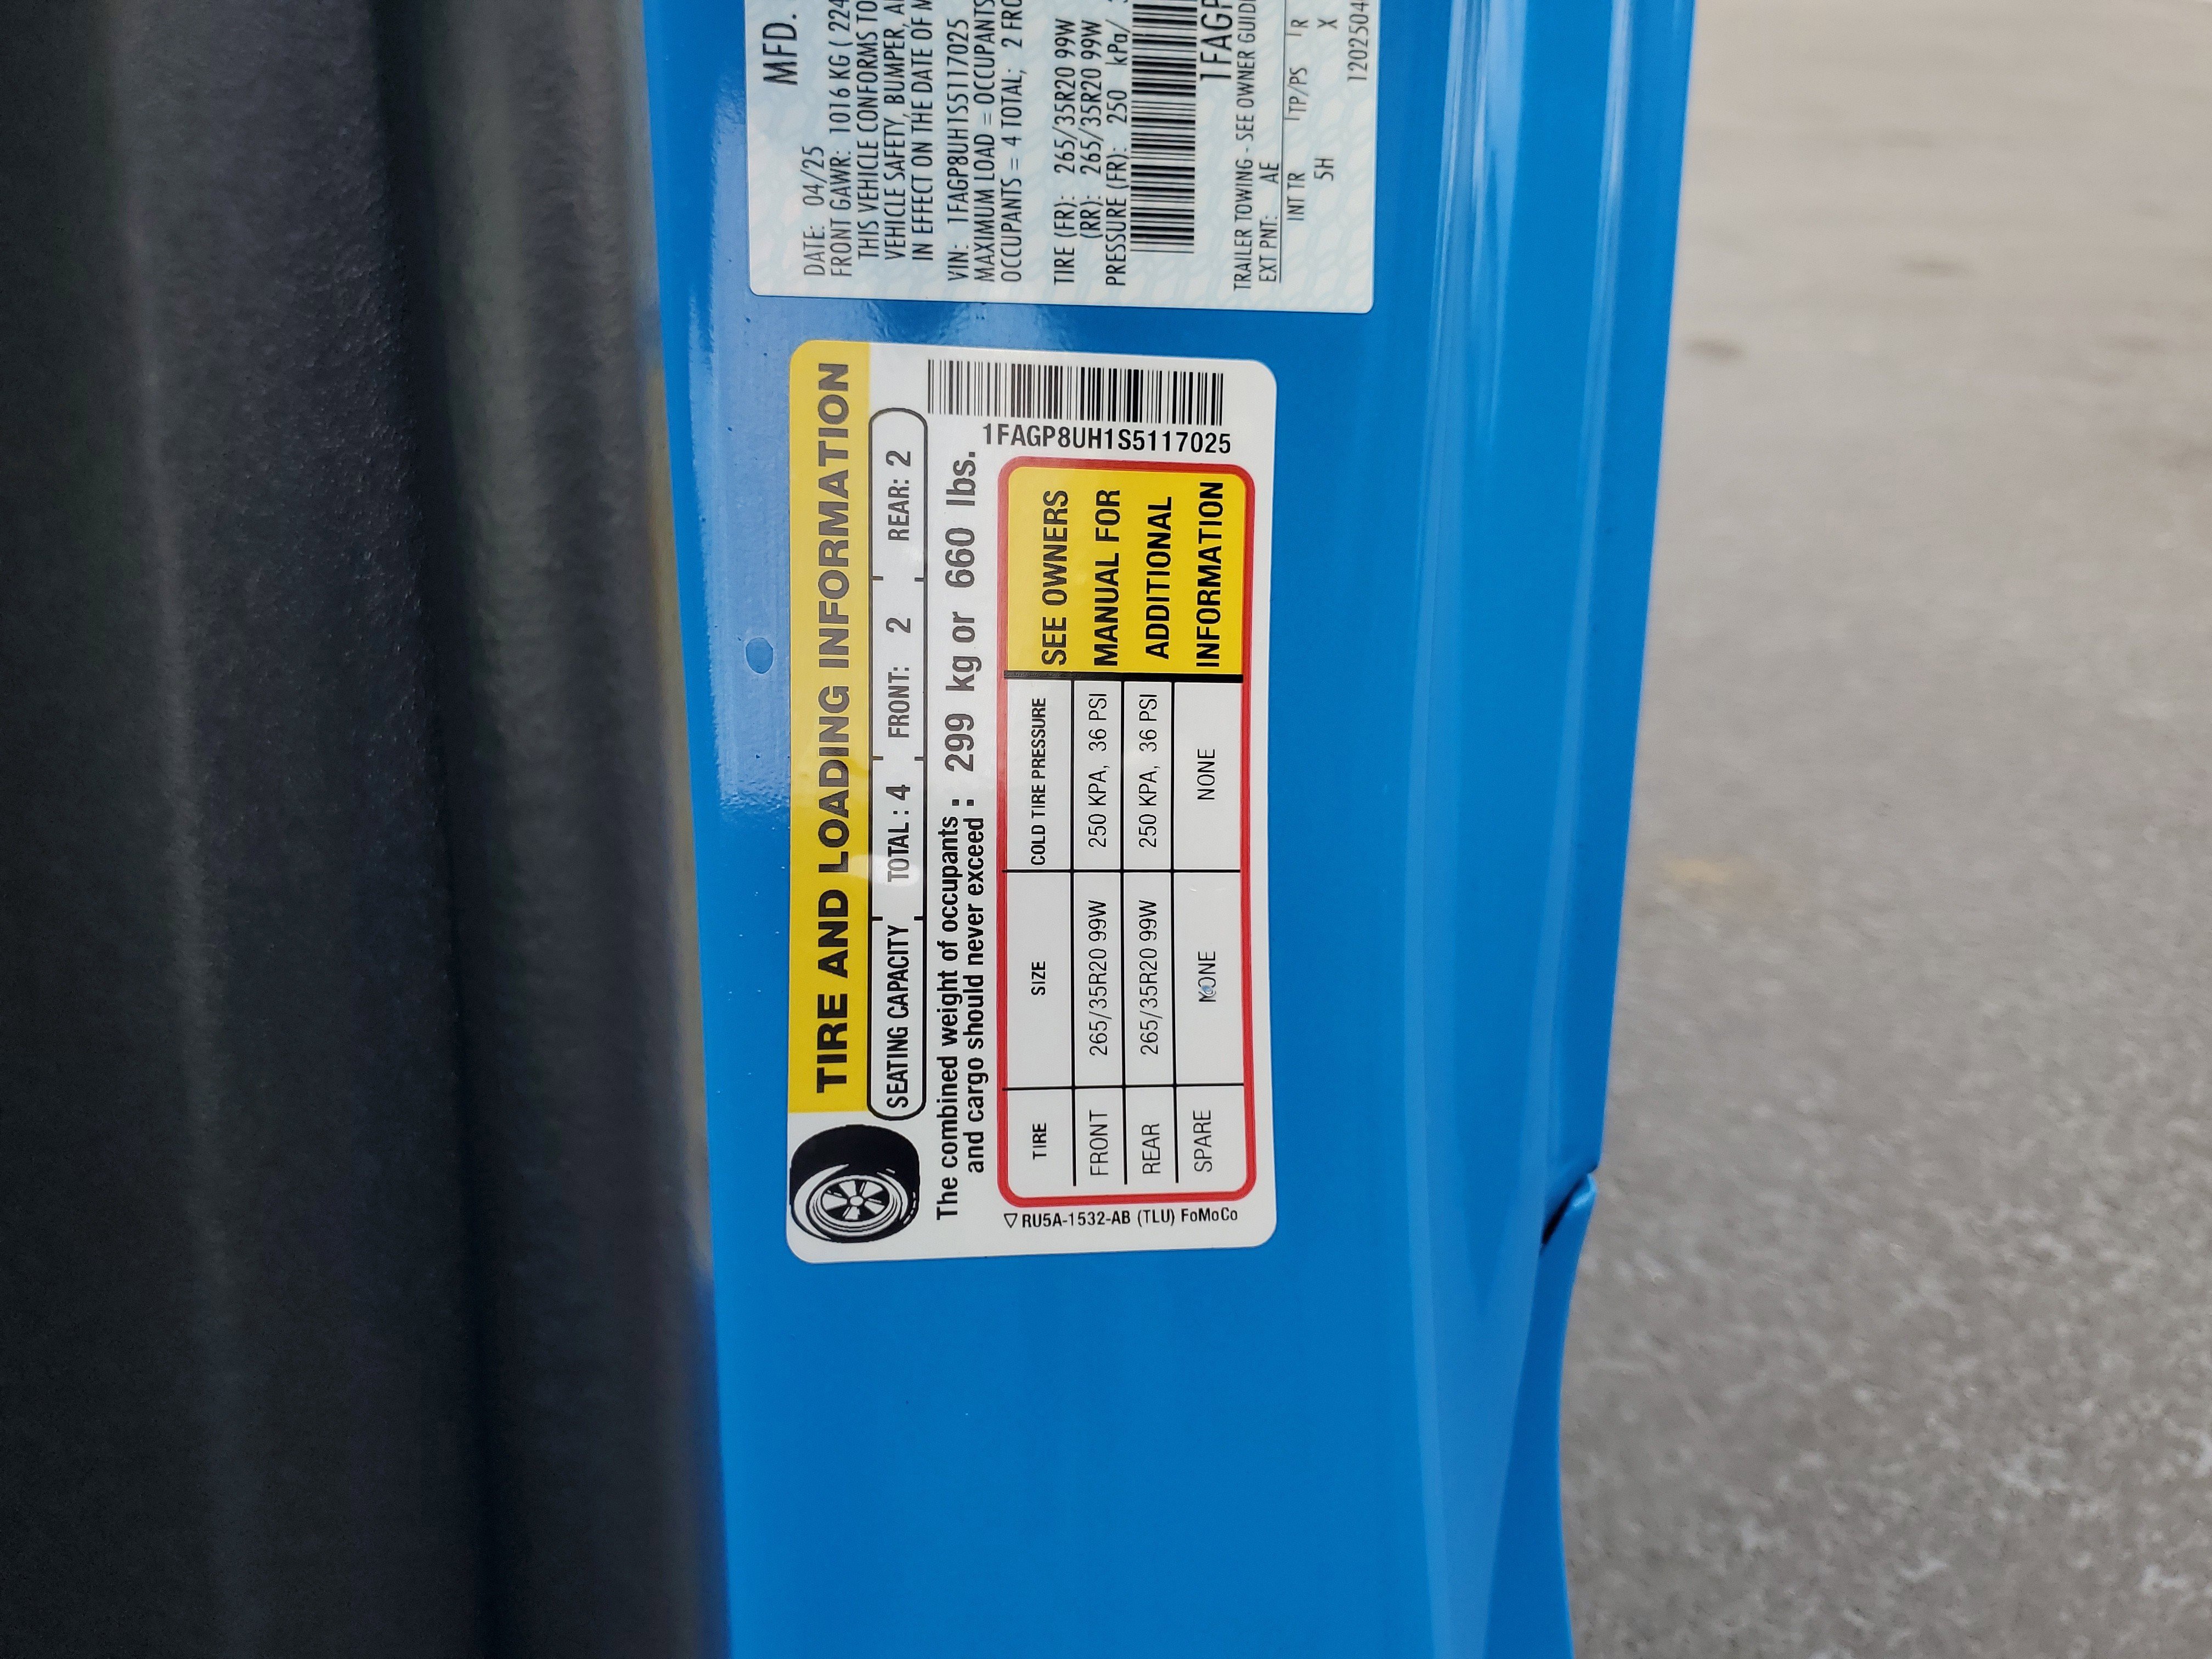 MFD.
DATE: 04/25
FRONT GAWR: 1016 KG ( 224
THIS VEHICLE CONFORMS TO
VEHICLE SAFETY, BUMPER,
IN EFFECT ON THE DATE OF
VIN: 1FAGP8UH1S5117025
MAXIMUM LOAD = OCCUPANTS
OCCUPANTS = 4 TOTAL; 2 FRO
TIRE (FR): 265/35R20 99W
(RR): 265/35R20 99W
PRESSURE (FR): 250 kPa/
1FAGP
TRAILER TOWING - SEE OWNER GUIDE
EXT PNT: AE
INT TR TP/PS R
5H X
1202504
TIRE AND LOADING INFORMATION
SEATING CAPACITY TOTAL : 4 FRONT: 2 REAR: 2
The combined weight of occupants
and cargo should never exceed : 299 kg or 660 lbs.
1FAGP8UH1S5117025
TIRE SIZE COLD TIRE PRESSURE SEE OWNERS
FRONT 265/35R20 99W 250 KPA, 36 PSI MANUAL FOR
REAR 265/35R20 99W 250 KPA, 36 PSI ADDITIONAL
SPARE NONE NONE INFORMATION
RU5A-1532-AB (TLU) FoMoCo